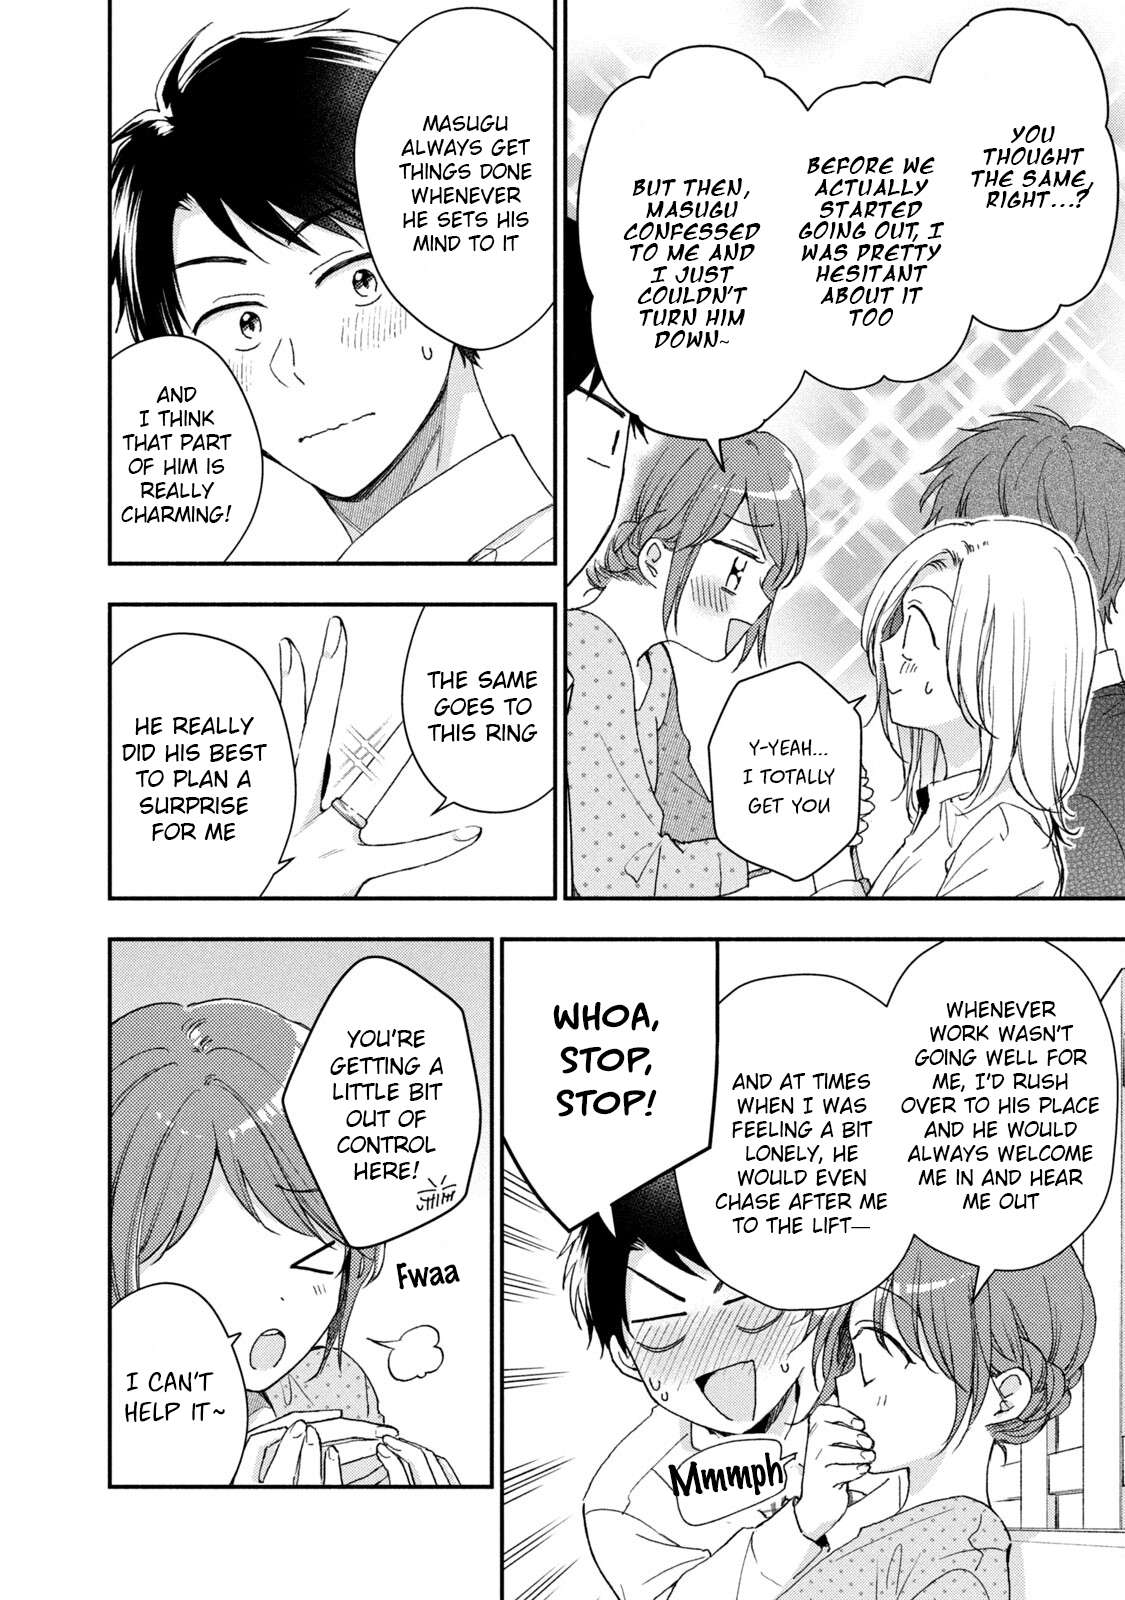 YOU
THOUGHT
THE SAME,
RIGHT...?
BEFORE WE
ACTUALLY
STARTED
GOING OUT, I
WAS PRETTY
HESITANT
ABOUT IT
TOO
BUT THEN,
MASUGU
CONFESSED
TO ME AND
I JUST
COULDN'T
TURN HIM
DOWN~
Y-YEAH...
I TOTALLY
GET YOU
MASUGU
ALWAYS GET
THINGS DONE
WHENEVER
HE SETS HIS
MIND TO IT
AND
I THINK
THAT PART
OF HIM IS
REALLY
CHARMING!
THE SAME
GOES TO
THIS RING
HE REALLY
DID HIS BEST
TO PLAN A
SURPRISE
FOR ME
WHENEVER
WORK WASN'T
GOING WELL FOR
ME, I'D RUSH
OVER TO HIS PLACE
AND HE WOULD
ALWAYS WELCOME
ME IN AND HEAR
ME OUT
AND AT TIMES
WHEN I WAS
FEELING A BIT
LONELY, HE
WOULD EVEN
CHASE AFTER ME
TO THE LIFT—
WHOA,
STOP,
STOP!
Mmmph
YOU'RE
GETTING A
LITTLE BIT
OUT OF
CONTROL
HERE!
Fwaa
I CAN'T
HELP IT~